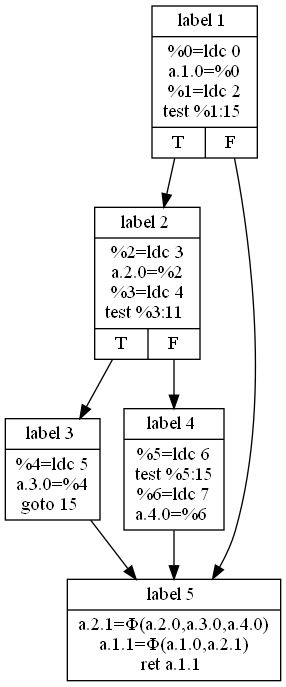 label 1
%0=ldc 0
a.1.0=%0
%1=ldc 2
test %1:15
T F
label 2
%2=ldc 3
a.2.0=%2
%3=ldc 4
test %3:11
T F
label 3
%4=ldc 5
a.3.0=%4
goto 15
label 4
%5=ldc 6
test %5:15
%6=ldc 7
a.4.0=%6
label 5
a.2.1=Φ(a.2.0,a.3.0,a.4.0)
a.1.1=Φ(a.1.0,a.2.1)
ret a.1.1